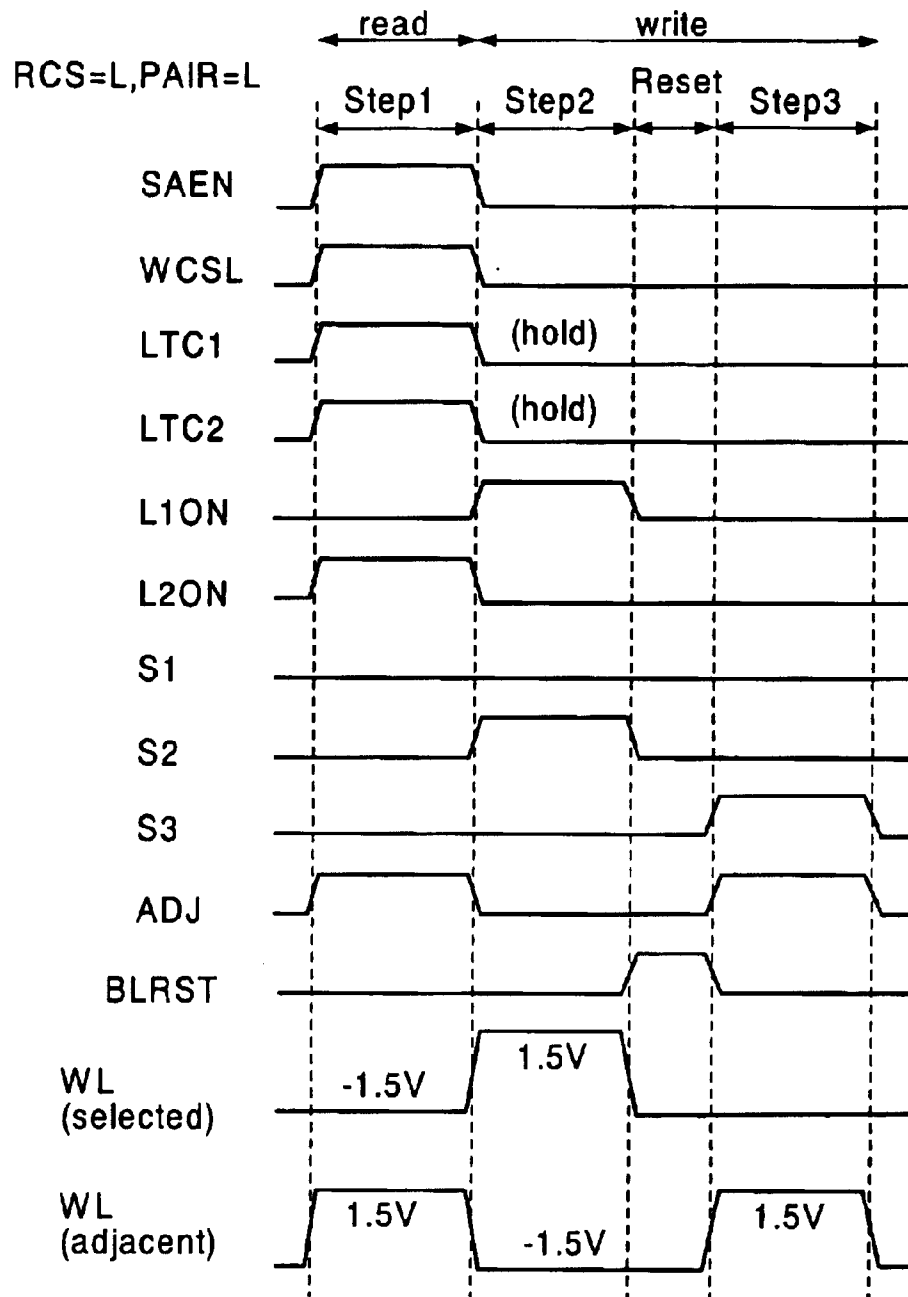 read write
RCS=L,PAIR=L
Step1 Step2 Reset Step3
SAEN
WCSL
LTC1 (hold)
LTC2 (hold)
L1ON
L2ON
S1
S2
S3
ADJ
BLRST
WL
(selected)
-1.5V 1.5V
WL
(adjacent)
1.5V -1.5V 1.5V